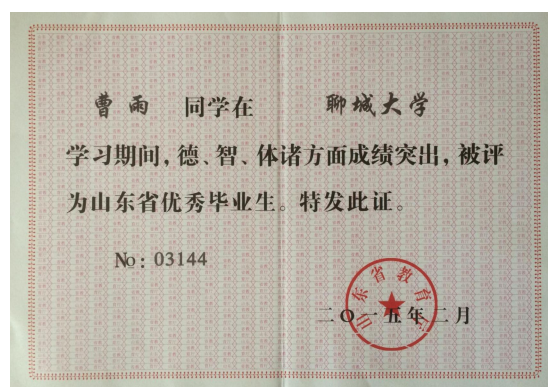 曹雨 同学在 聊城大学
学习期间,德、智、体诸方面成绩突出,被评
为山东省优秀毕业生。特发此证。
No: 03144
山东省教育厅
二〇一五年二月